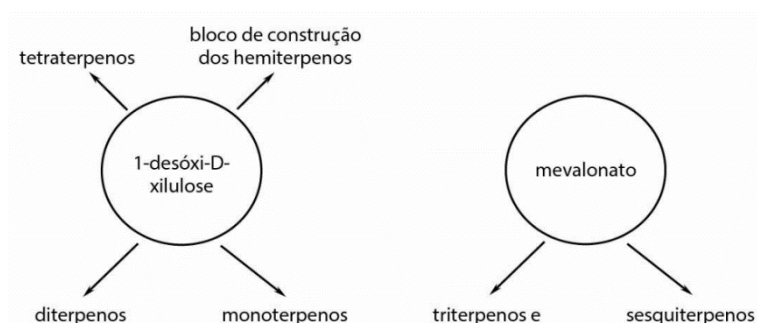 bloco de construção
dos hemiterpenos
tetraterpenos
1-desóxi-D-
xilulose
mevalonato
diterpenos
monoterpenos
triterpenos e
sesquiterpenos